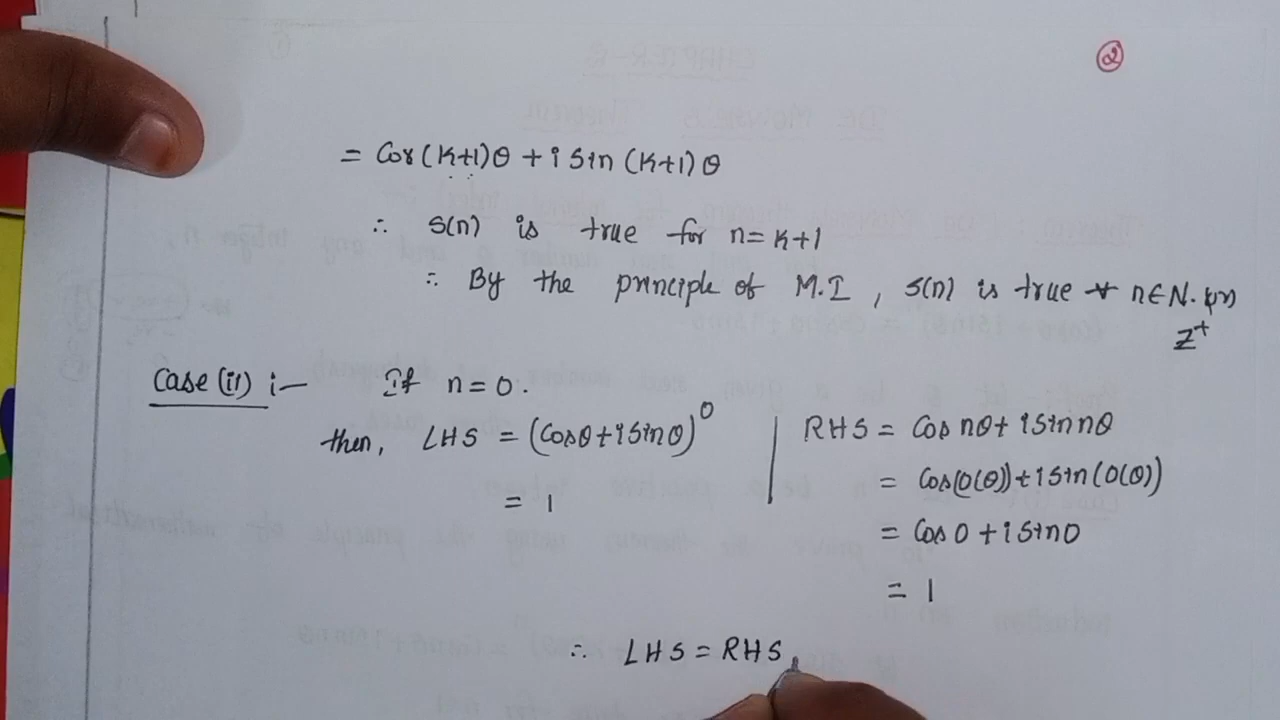 ②
= Cos(K+1)θ + i Sin (K+1)θ
∴ S(n) is true for n = K+1
∴ By the principle of M.I, S(n) is true ∀ n∈N. (or)
Z⁺
Case (ii) :- If n = 0.
then, LHS = (Cosθ + i Sinθ)⁰
= 1
RHS = Cos nθ + i Sin nθ
= Cos(0(θ)) + i Sin(0(θ))
= Cos 0 + i Sin 0
= 1
∴ LHS = RHS